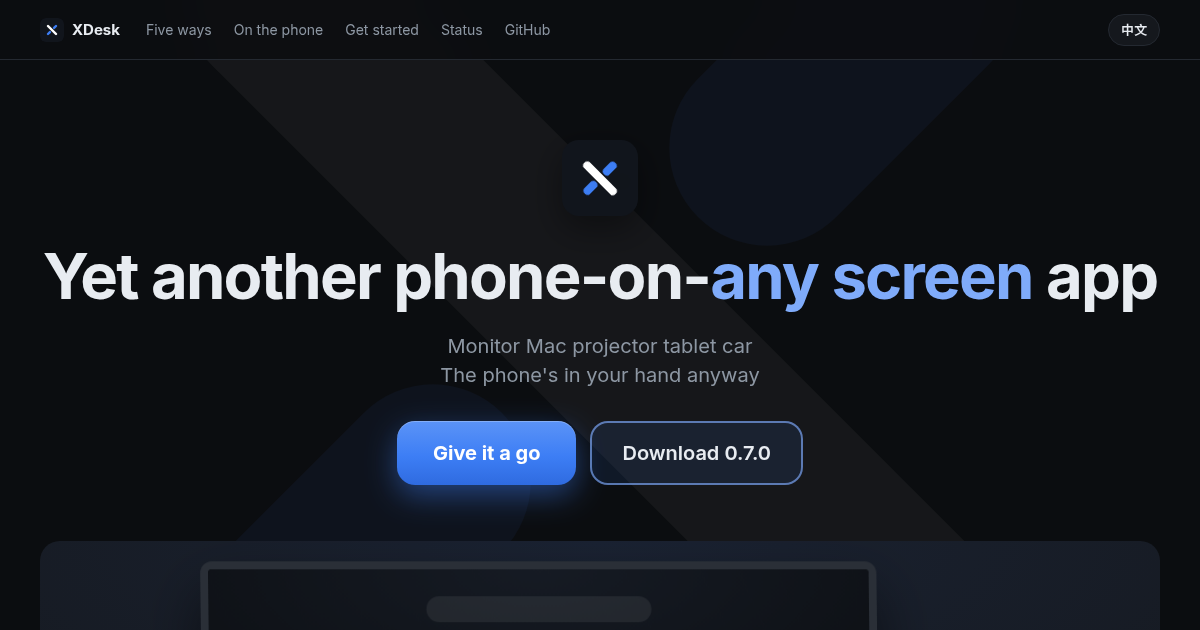 XDesk Five ways On the phone Get started Status GitHub 中文
Yet another phone-on-any screen app
Monitor Mac projector tablet car
The phone's in your hand anyway
Give it a go Download 0.7.0